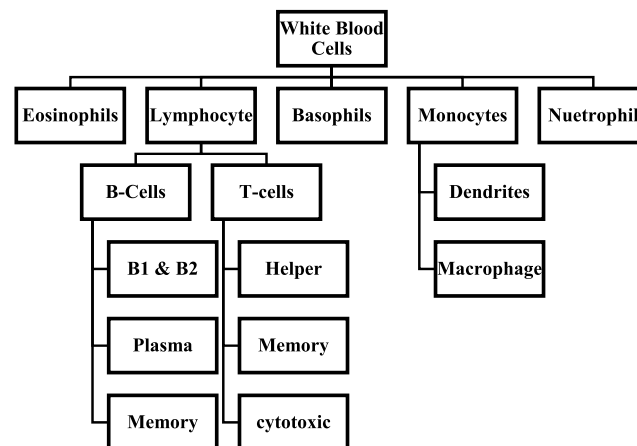 White Blood
Cells
Eosinophils
Lymphocyte
Basophils
Monocytes
Nuetrophil
B-Cells
T-cells
Dendrites
B1 & B2
Helper
Macrophage
Plasma
Memory
Memory
cytotoxic